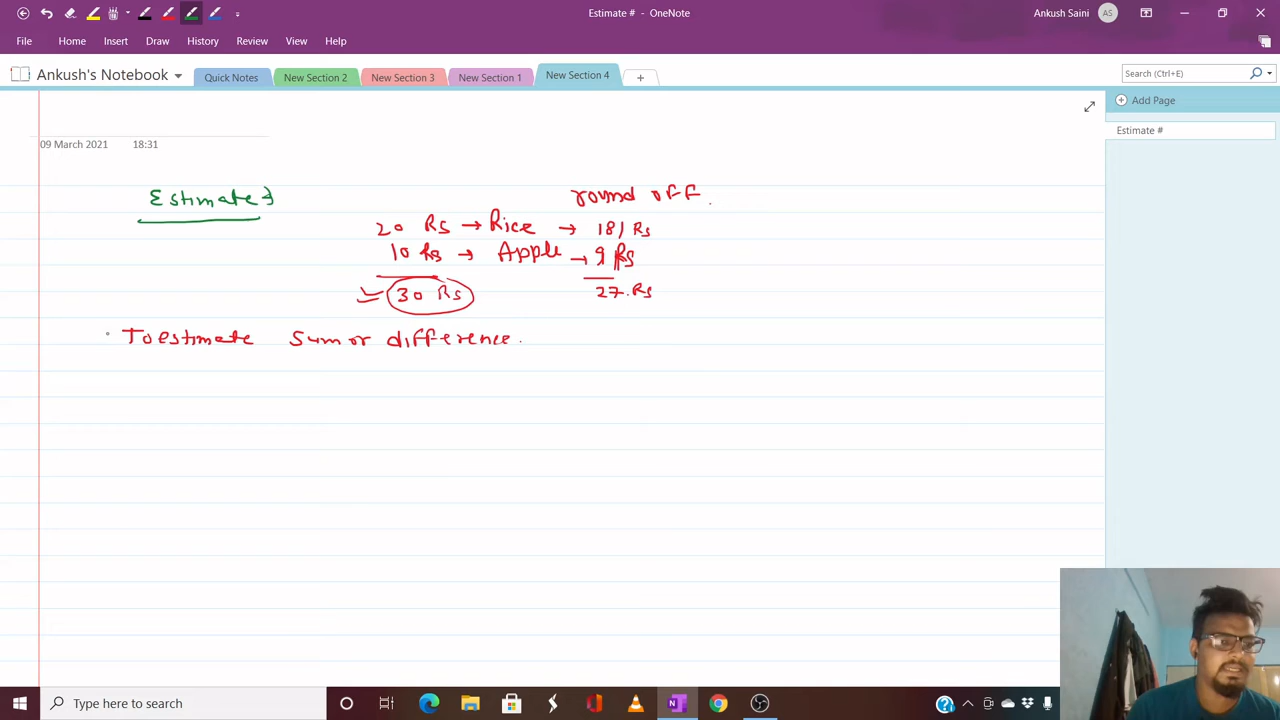 Estimate # - OneNote
Ankush Saini AS
File Home Insert Draw History Review View Help
Ankush's Notebook Quick Notes New Section 2 New Section 3 New Section 1 New Section 4
Search (Ctrl+E)
Add Page
Estimate #
09 March 2021 18:31
Estimate →
round off.
20 Rs → Rice → 18/ Rs
10 Rs → Apple → 9 Rs
30 Rs 27. Rs
To estimate sum or difference.
Type here to search